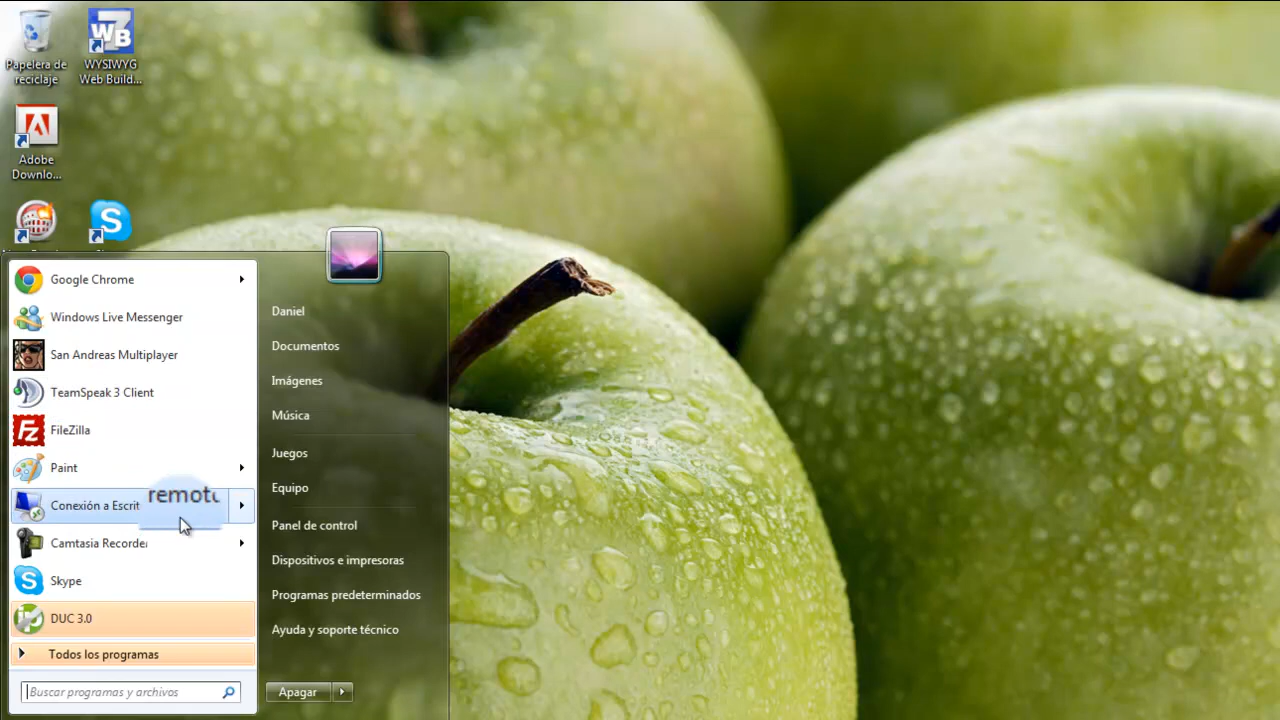 Papelera de
reciclaje
WYSIWYG
Web Build...
Adobe
Downlo...
Google Chrome
Windows Live Messenger
San Andreas Multiplayer
TeamSpeak 3 Client
FileZilla
Paint
Conexión a Escrit remoto
Camtasia Recorder
Skype
DUC 3.0
Todos los programas
Buscar programas y archivos
Daniel
Documentos
Imágenes
Música
Juegos
Equipo
Panel de control
Dispositivos e impresoras
Programas predeterminados
Ayuda y soporte técnico
Apagar